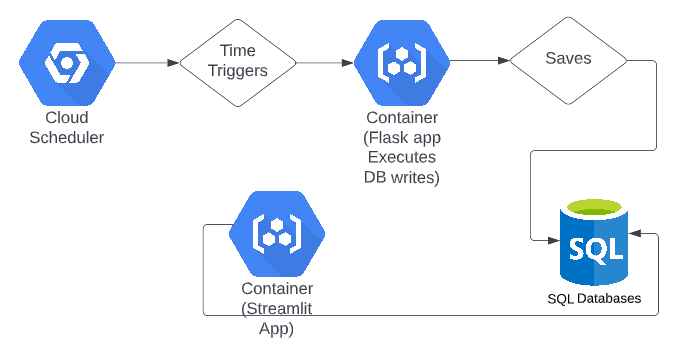 Time
Triggers
Saves
Cloud
Scheduler
Container
(Flask app
Executes
DB writes)
SQL
SQL Databases
Container
(Streamlit
App)